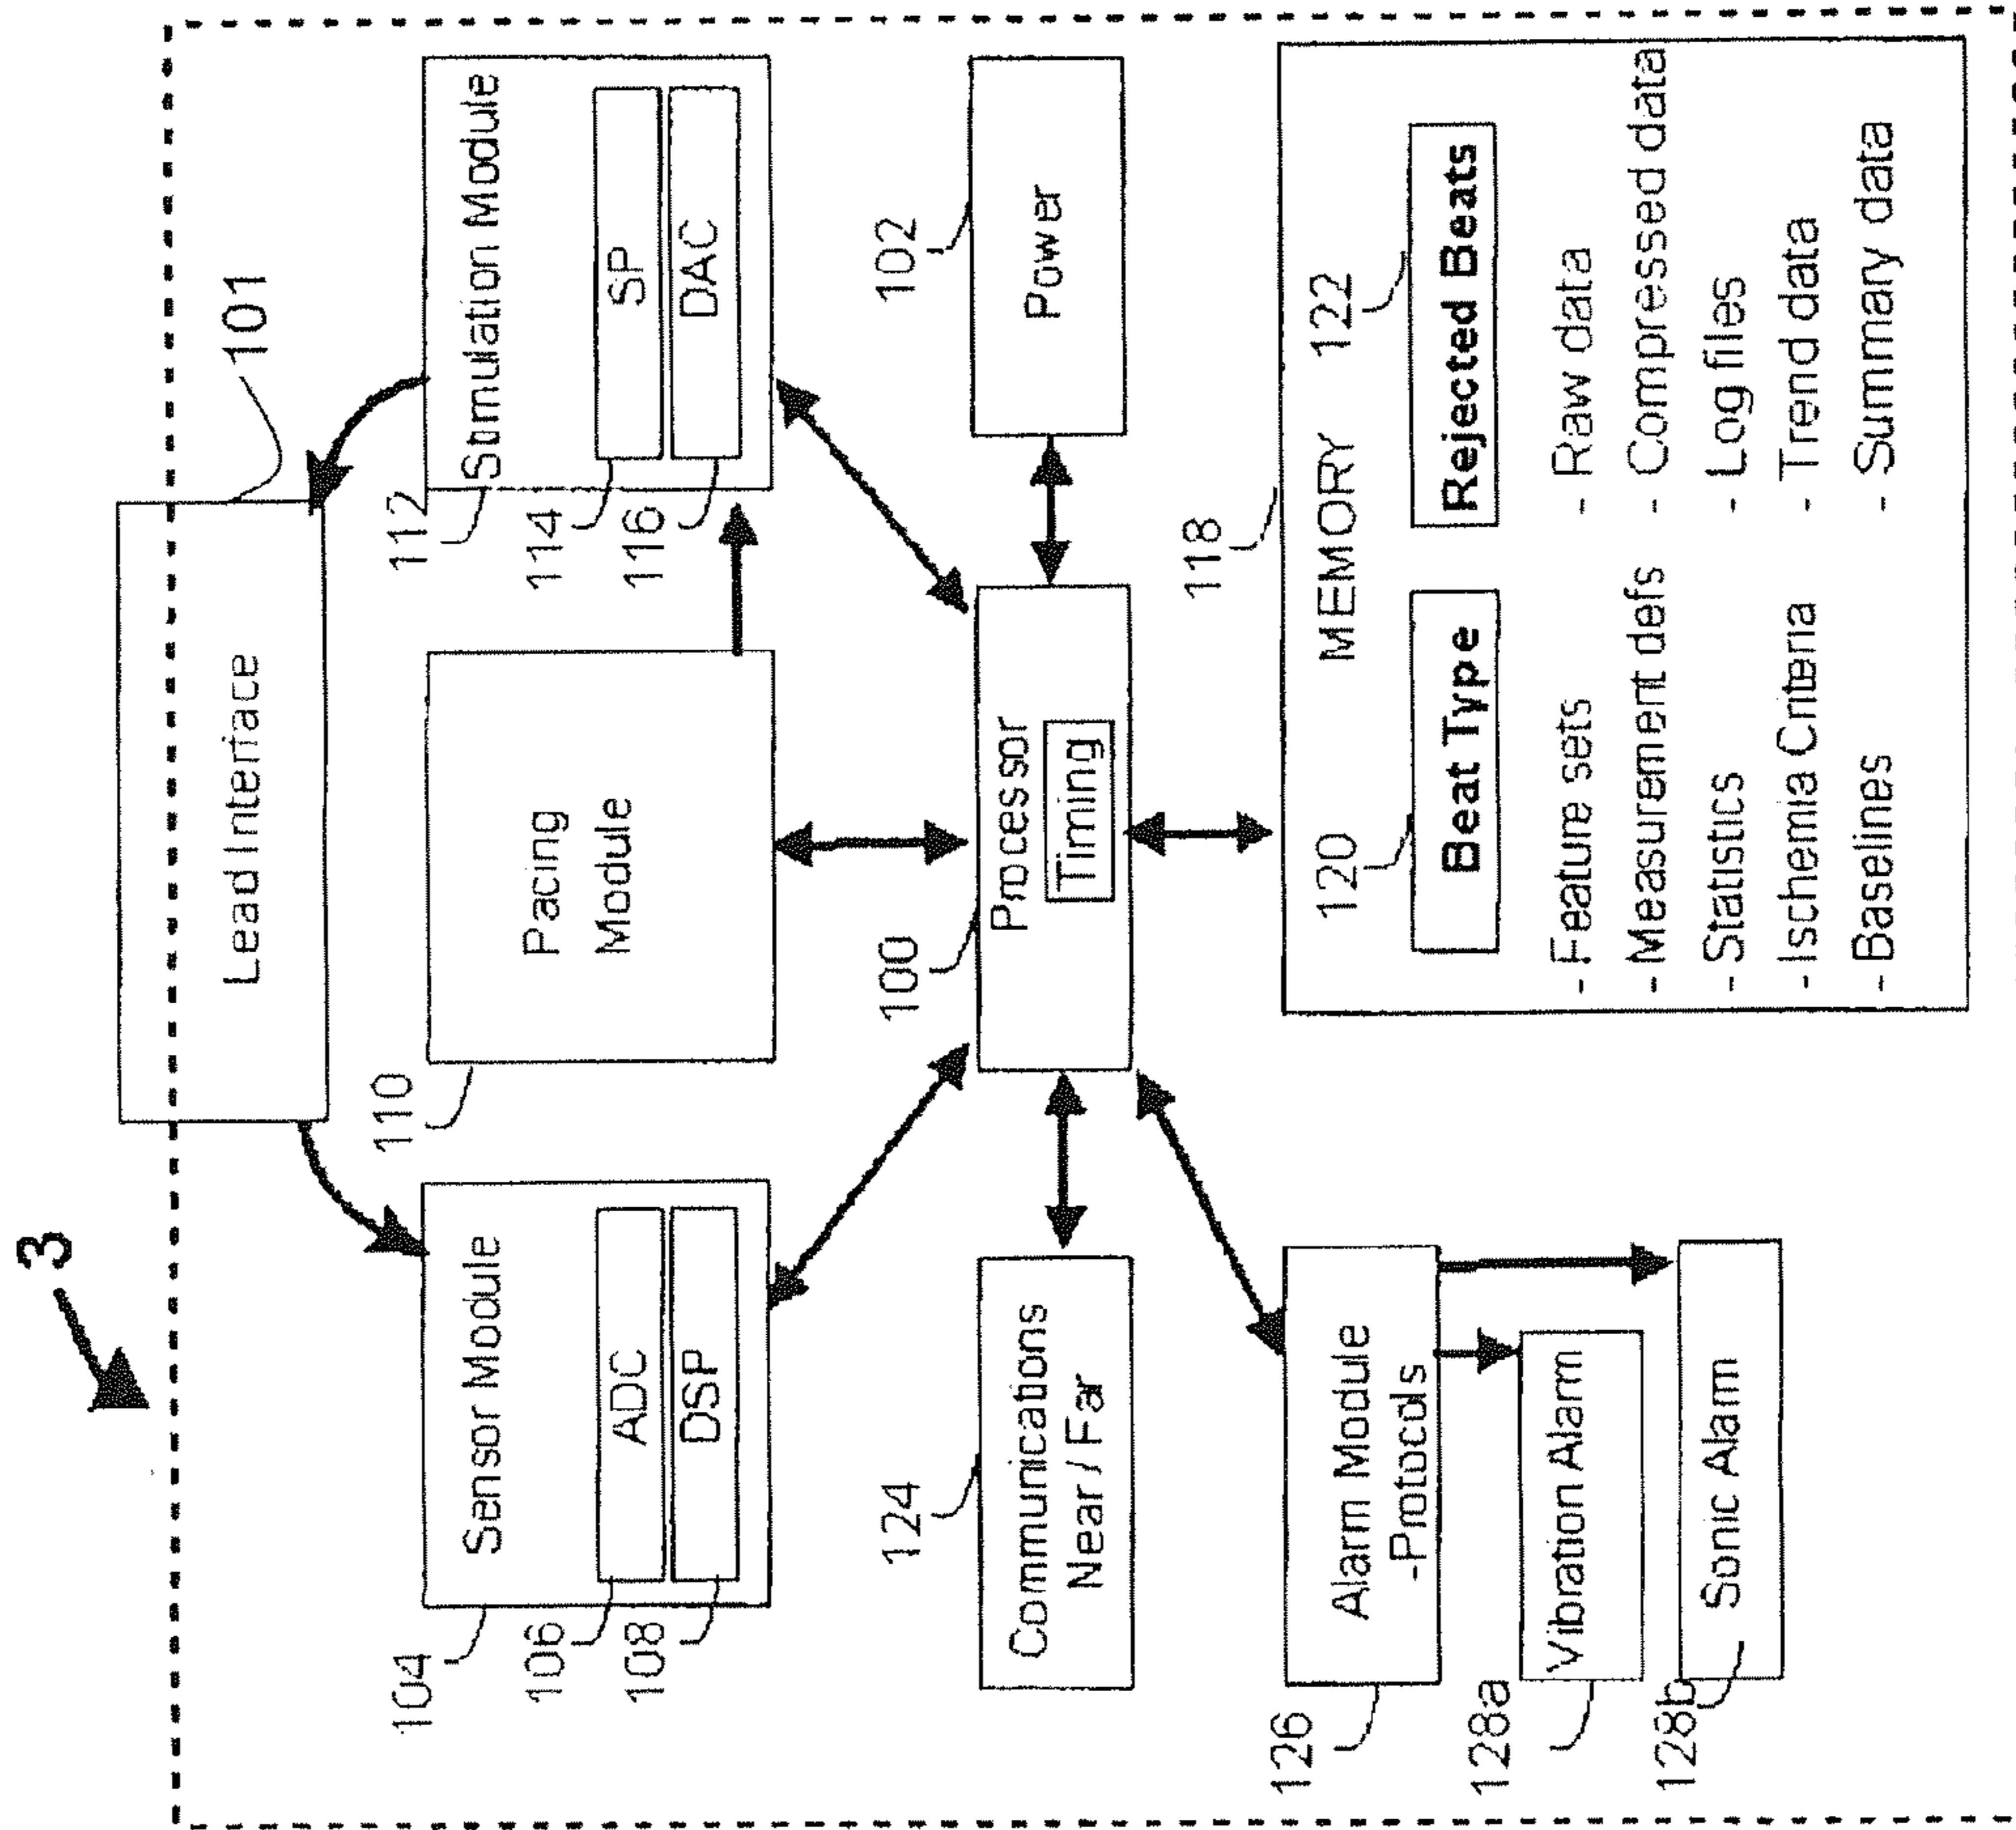 3
Lead Interface
101
104
Sensor Module
106
ADC
108
DSP
110
Pacing
Module
112
Stimulation Module
114
SP
116
DAC
124
Communications
Near / Far
100
Processor
Timing
102
Power
126
Alarm Module
-Protocols
128a
Vibration Alarm
128b
Sonic Alarm
118
MEMORY
120
Beat Type
122
Rejected Beats
- Feature sets
- Measurement defs
- Statistics
- Ischemia Criteria
- Baselines
- Raw data
- Compressed data
- Log files
- Trend data
- Summary data